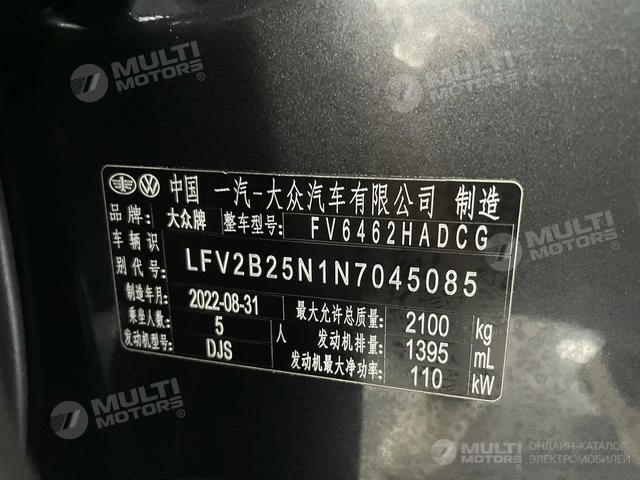 MULTI MOTORS
MULTI MOTORS
中国 一汽-大众汽车有限公司 制造
品牌: 大众牌 整车型号: FV6462HADCG
车辆识别代号: LFV2B25N1N7045085
制造年月: 2022-08-31 最大允许总质量: 2100 kg
乘坐人数: 5 人 发动机排量: 1395 mL
发动机型号: DJS 发动机最大净功率: 110 kW
MULTI MOTORS
MULTI MOTORS
MULTI MOTORS ОНЛАЙН-КАТАЛОГ ЭЛЕКТРОМОБИЛЕЙ